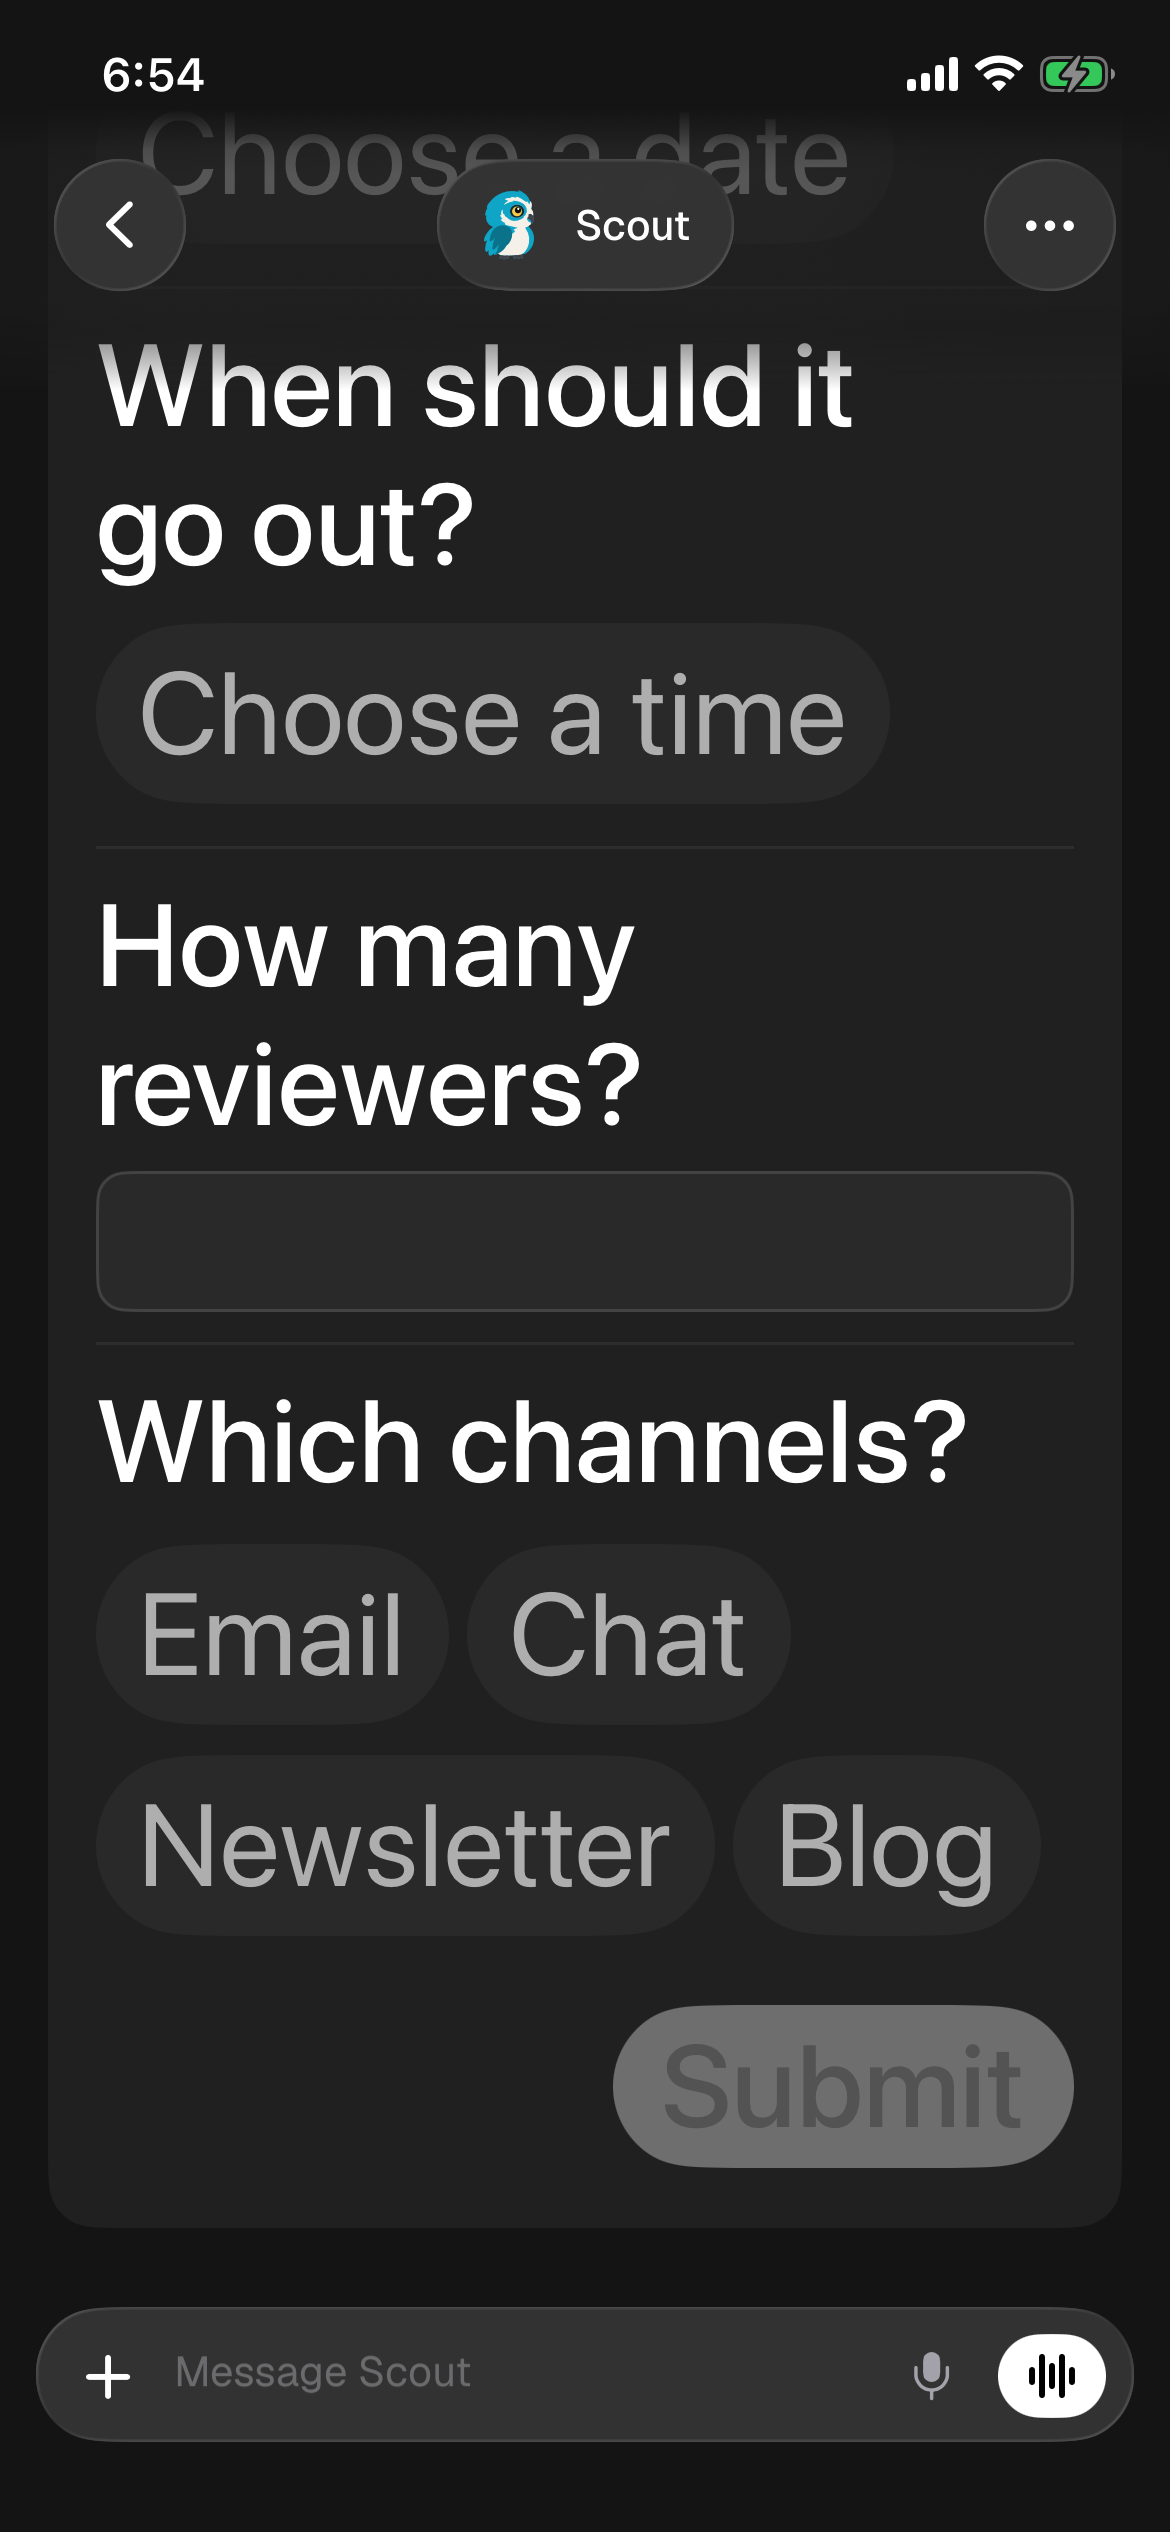 6:54
Choose a date
Scout
When should it
go out?
Choose a time
How many
reviewers?
Which channels?
Email Chat
Newsletter Blog
Submit
Message Scout